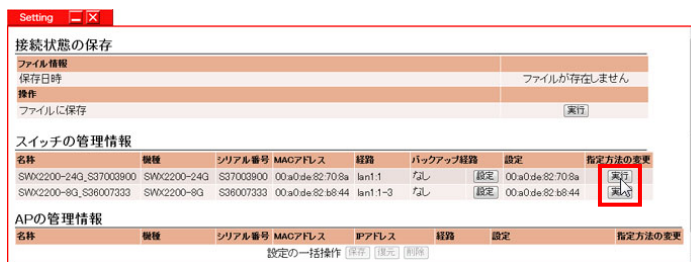 Setting
接続状態の保存
ファイル情報
保存日時 ファイルが存在しません
操作
ファイルに保存 実行
スイッチの管理情報
名称 機種 シリアル番号 MACアドレス 経路 バックアップ経路 設定 指定方法の変更
SWX2200-24G_S37003900 SWX2200-24G S37003900 00:a0:de:82:70:8a lan1:1 なし 設定 00:a0:de:82:70:8a 実行
SWX2200-8G_S36007333 SWX2200-8G S36007333 00:a0:de:82:b8:44 lan1:1-3 なし 設定 00:a0:de:82:b8:44 実行
APの管理情報
名称 機種 シリアル番号 MACアドレス IPアドレス 経路 設定 指定方法の変更
設定の一括操作 保存 復元 削除